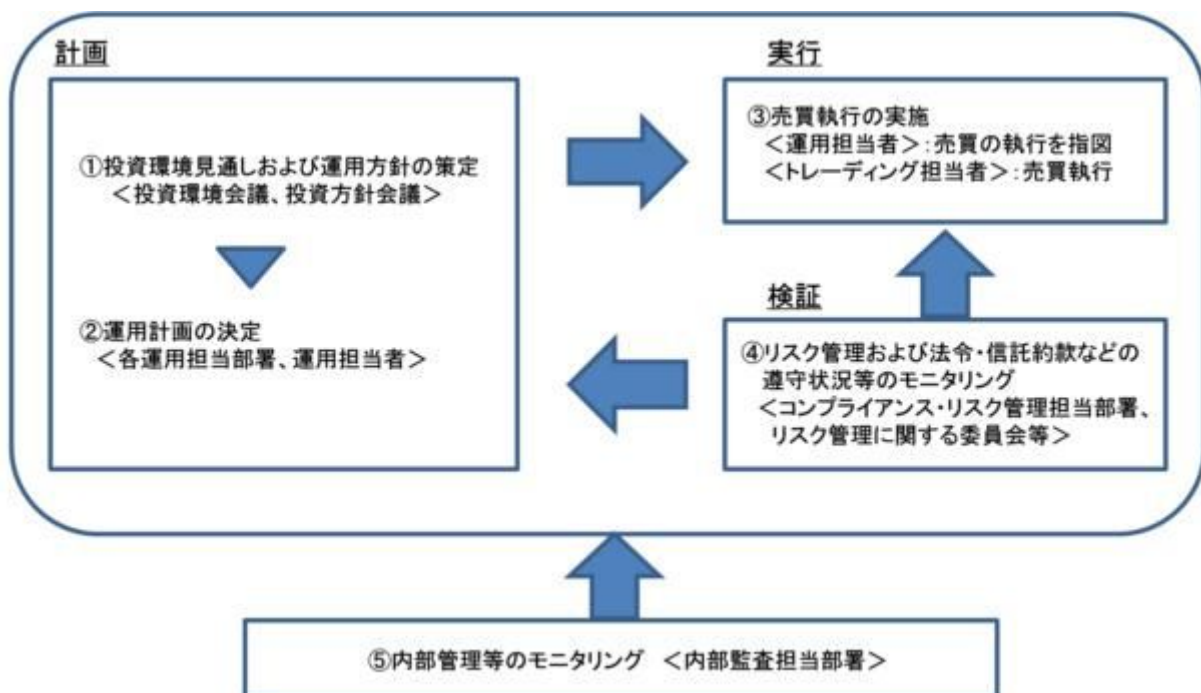 計画
①投資環境見通しおよび運用方針の策定
＜投資環境会議、投資方針会議＞
②運用計画の決定
＜各運用担当部署、運用担当者＞
実行
③売買執行の実施
＜運用担当者＞：売買の執行を指図
＜トレーディング担当者＞：売買執行
検証
④リスク管理および法令・信託約款などの
遵守状況等のモニタリング
＜コンプライアンス・リスク管理担当部署、
リスク管理に関する委員会等＞
⑤内部管理等のモニタリング ＜内部監査担当部署＞